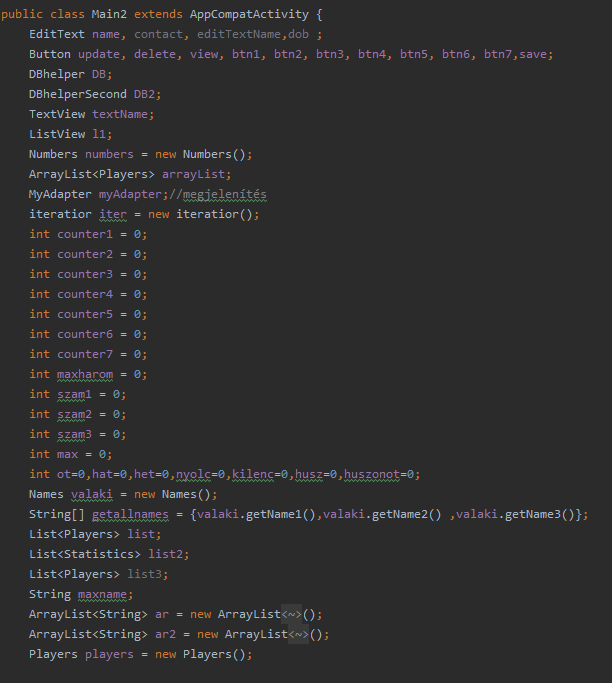 public class Main2 extends AppCompatActivity {
EditText name, contact, editTextName,dob ;
Button update, delete, view, btn1, btn2, btn3, btn4, btn5, btn6, btn7,save;
DBhelper DB;
DBhelperSecond DB2;
TextView textName;
ListView l1;
Numbers numbers = new Numbers();
ArrayList<Players> arrayList;
MyAdapter myAdapter;//megjelenítés
iteratior iter = new iteratior();
int counter1 = 0;
int counter2 = 0;
int counter3 = 0;
int counter4 = 0;
int counter5 = 0;
int counter6 = 0;
int counter7 = 0;
int maxharom = 0;
int szam1 = 0;
int szam2 = 0;
int szam3 = 0;
int max = 0;
int ot=0,hat=0,het=0,nyolc=0,kilenc=0,husz=0,huszonot=0;
Names valaki = new Names();
String[] getallnames = {valaki.getName1(),valaki.getName2() ,valaki.getName3()};
List<Players> list;
List<Statistics> list2;
List<Players> list3;
String maxname;
ArrayList<String> ar = new ArrayList<~>();
ArrayList<String> ar2 = new ArrayList<~>();
Players players = new Players();